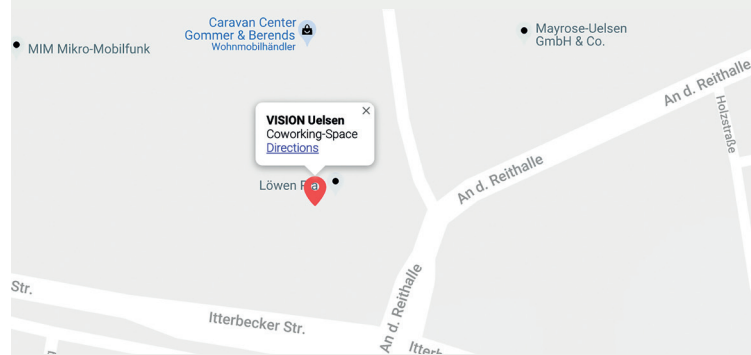 Caravan Center
Gommer & Berends
Wohnmobilhändler
Mayrose-Uelsen
GmbH & Co.
MIM Mikro-Mobilfunk
An d. Reithalle
Holzstraße
VISION Uelsen
Coworking-Space
Directions
An d. Reithalle
Löwen
An d. Reithalle
Str.
Itterbecker Str.